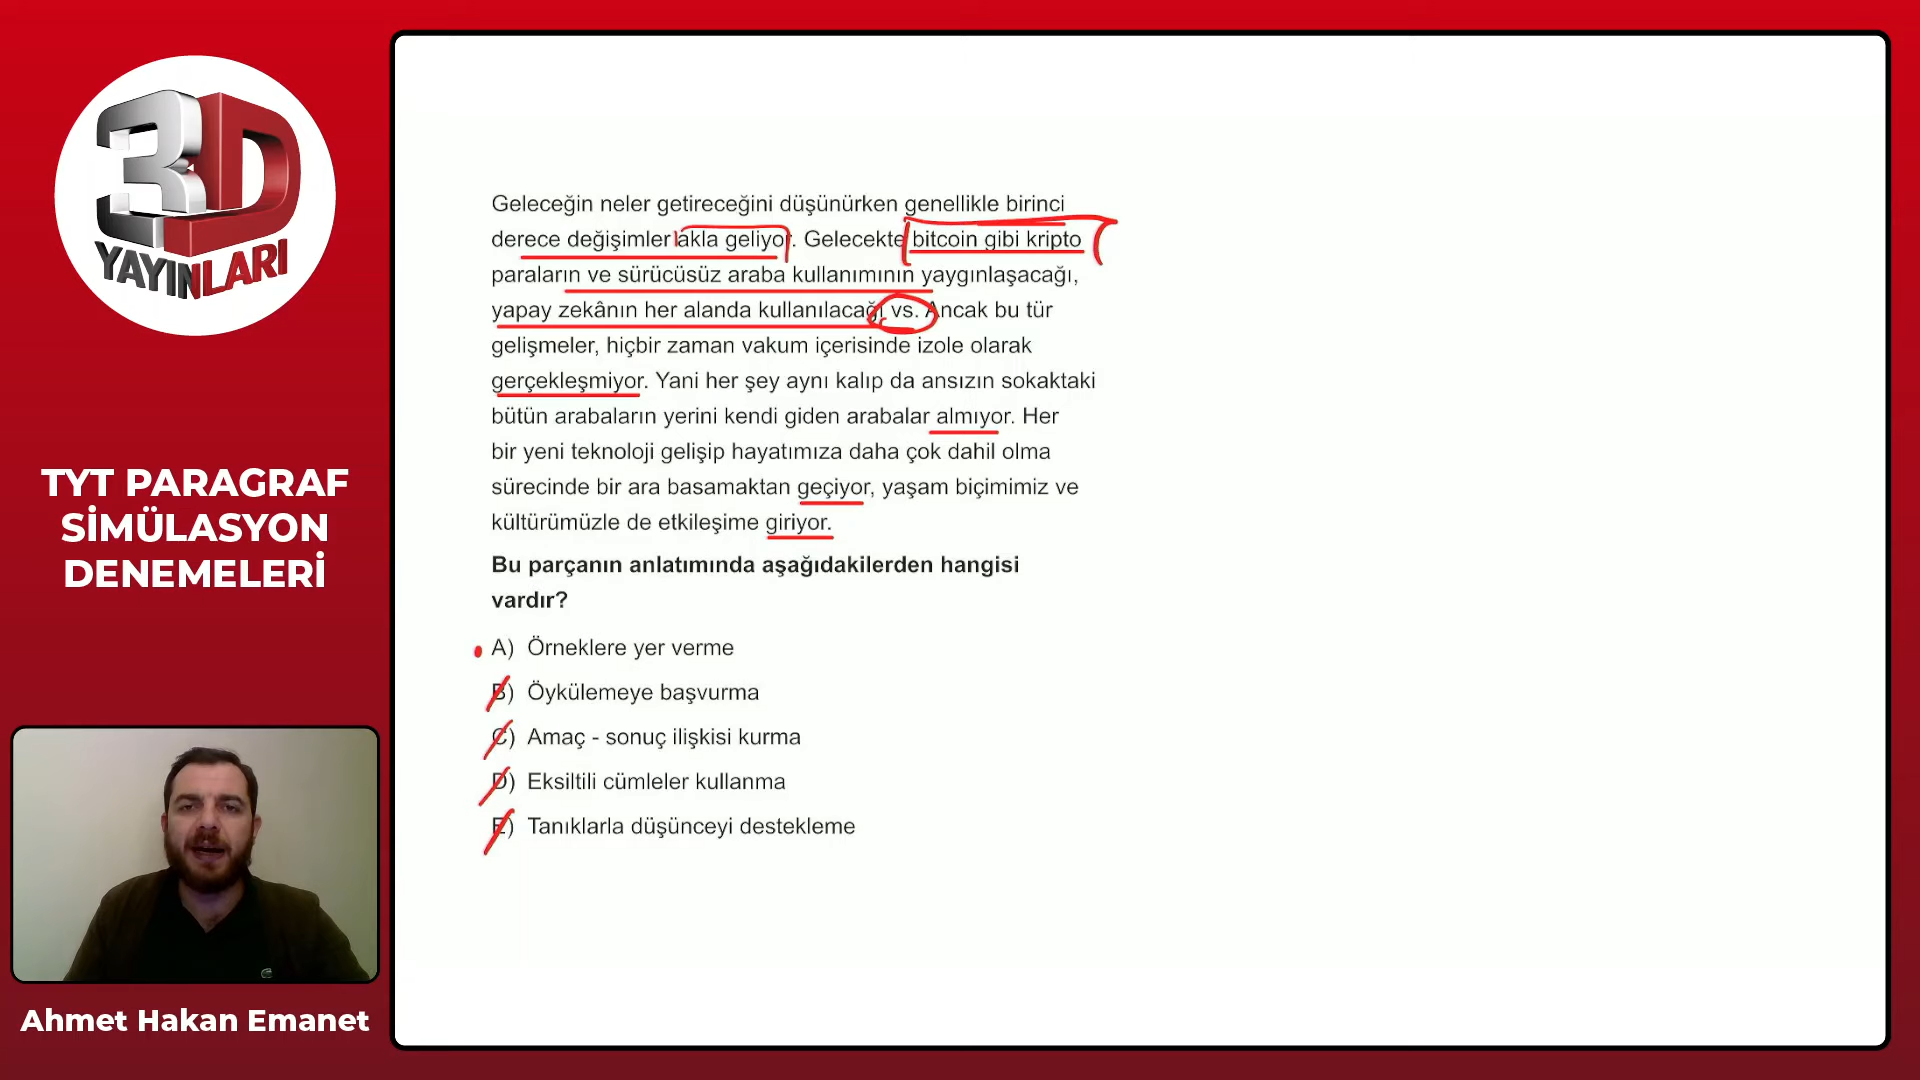 3D
YAYINLARI
TYT PARAGRAF
SİMÜLASYON
DENEMELERİ
Ahmet Hakan Emanet
Geleceğin neler getireceğini düşünürken genellikle birinci
derece değişimler akla geliyor. Gelecekte bitcoin gibi kripto
paraların ve sürücüsüz araba kullanımının yaygınlaşacağı,
yapay zekânın her alanda kullanılacağı vs. Ancak bu tür
gelişmeler, hiçbir zaman vakum içerisinde izole olarak
gerçekleşmiyor. Yani her şey aynı kalıp da ansızın sokaktaki
bütün arabaların yerini kendi giden arabalar almıyor. Her
bir yeni teknoloji gelişip hayatımıza daha çok dahil olma
sürecinde bir ara basamaktan geçiyor, yaşam biçimimiz ve
kültürümüzle de etkileşime giriyor.
Bu parçanın anlatımında aşağıdakilerden hangisi
vardır?
A) Örneklere yer verme
B) Öykülemeye başvurma
C) Amaç - sonuç ilişkisi kurma
D) Eksiltili cümleler kullanma
E) Tanıklarla düşünceyi destekleme